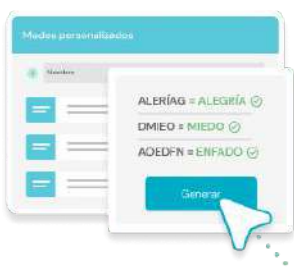 Modos personalizados
Nombre
ALERÍAG = ALEGRÍA
DMIEO = MIEDO
AOEDFN = ENFADO
Generar